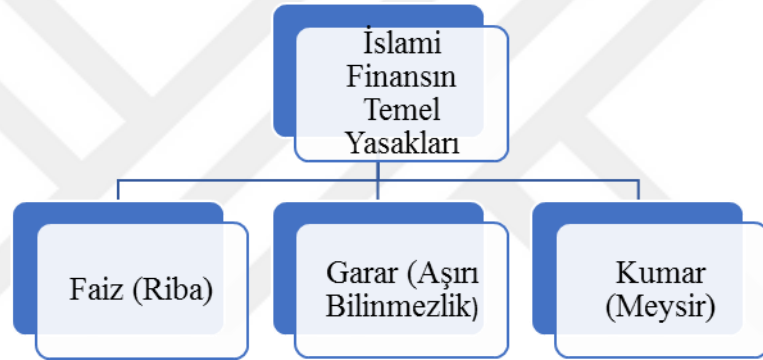 İslami
Finansın
Temel
Yasakları
Faiz (Riba)
Garar (Aşırı
Bilinmezlik)
Kumar
(Meysir)